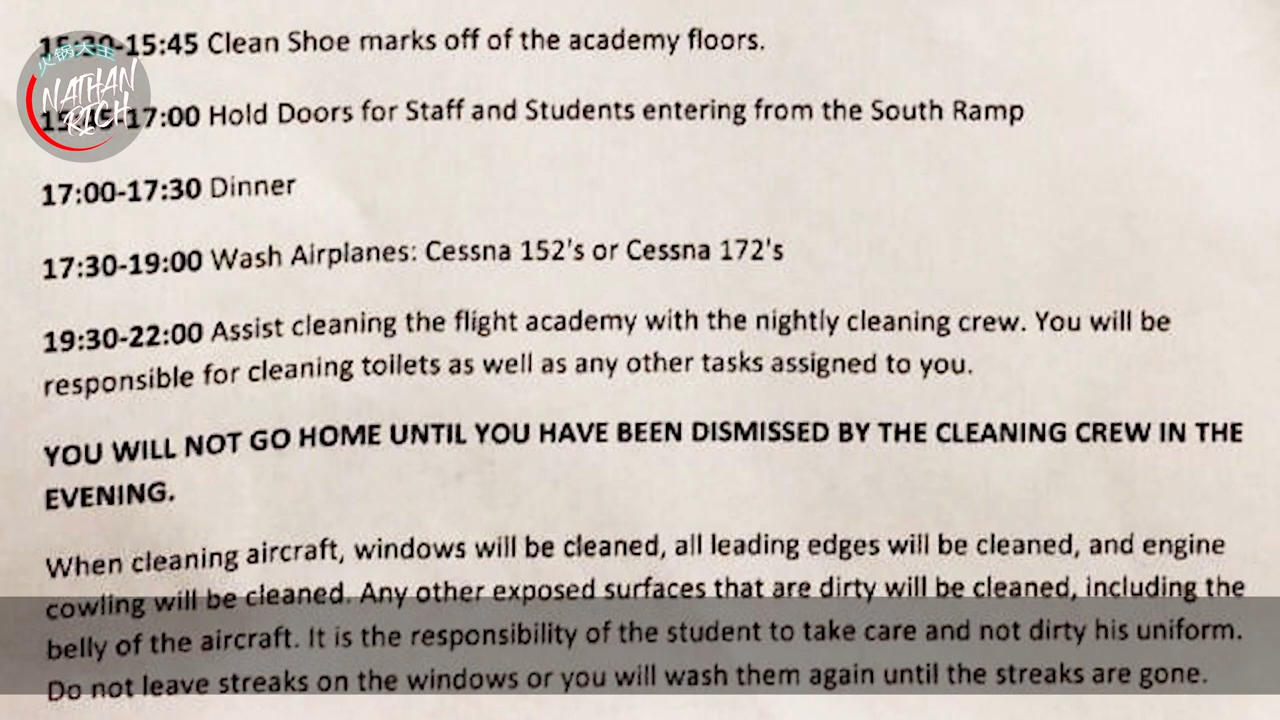 火锅大王
NATHAN
RICH
15:30-15:45 Clean Shoe marks off of the academy floors.
17:00 Hold Doors for Staff and Students entering from the South Ramp
17:00-17:30 Dinner
17:30-19:00 Wash Airplanes: Cessna 152's or Cessna 172's
19:30-22:00 Assist cleaning the flight academy with the nightly cleaning crew. You will be
responsible for cleaning toilets as well as any other tasks assigned to you.
YOU WILL NOT GO HOME UNTIL YOU HAVE BEEN DISMISSED BY THE CLEANING CREW IN THE
EVENING.
When cleaning aircraft, windows will be cleaned, all leading edges will be cleaned, and engine
cowling will be cleaned. Any other exposed surfaces that are dirty will be cleaned, including the
belly of the aircraft. It is the responsibility of the student to take care and not dirty his uniform.
Do not leave streaks on the windows or you will wash them again until the streaks are gone.